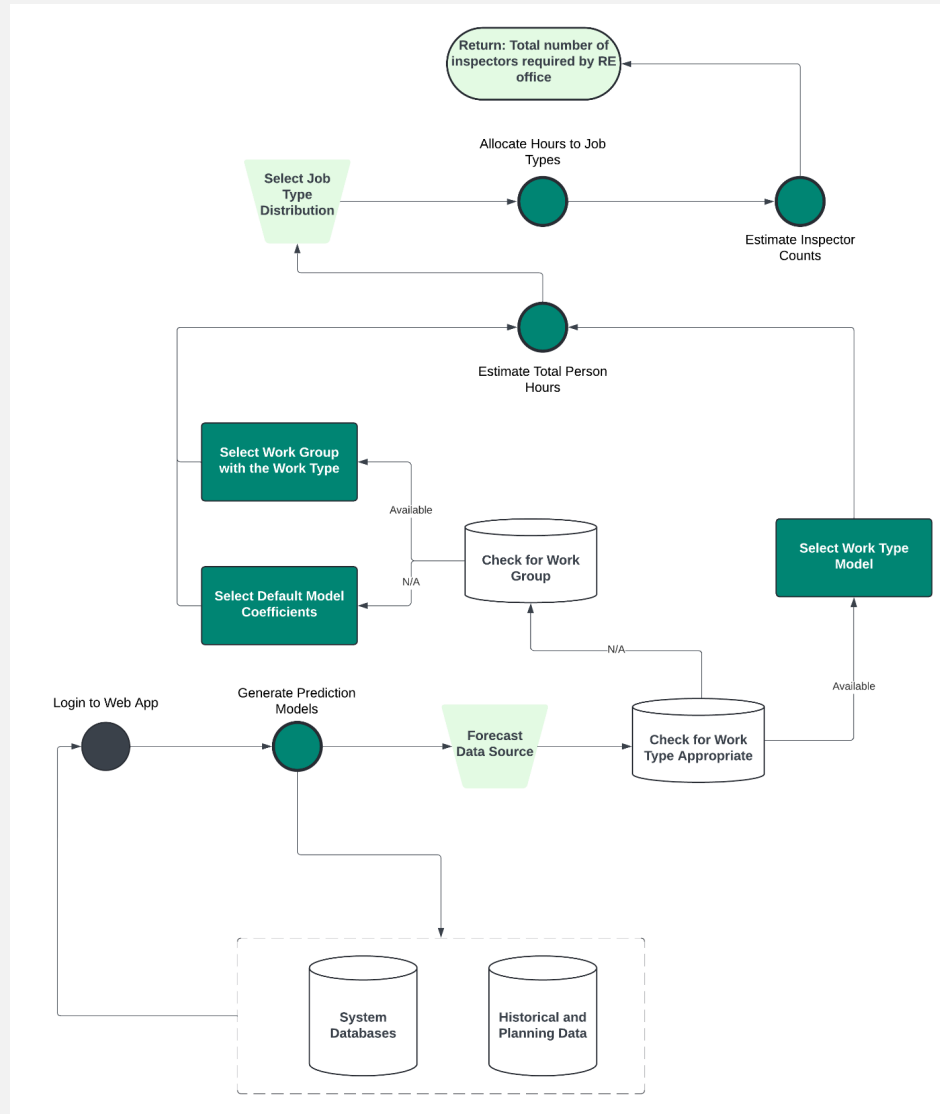 Return: Total number of
inspectors required by RE
office
Allocate Hours to Job
Types
Select Job
Type
Distribution
Estimate Inspector
Counts
Estimate Total Person
Hours
Select Work Group
with the Work Type
Available
Check for Work
Group
Select Work Type
Model
N/A
Select Default Model
Coefficients
N/A
Available
Login to Web App
Generate Prediction
Models
Forecast
Data Source
Check for Work
Type Appropriate
System
Databases
Historical and
Planning Data